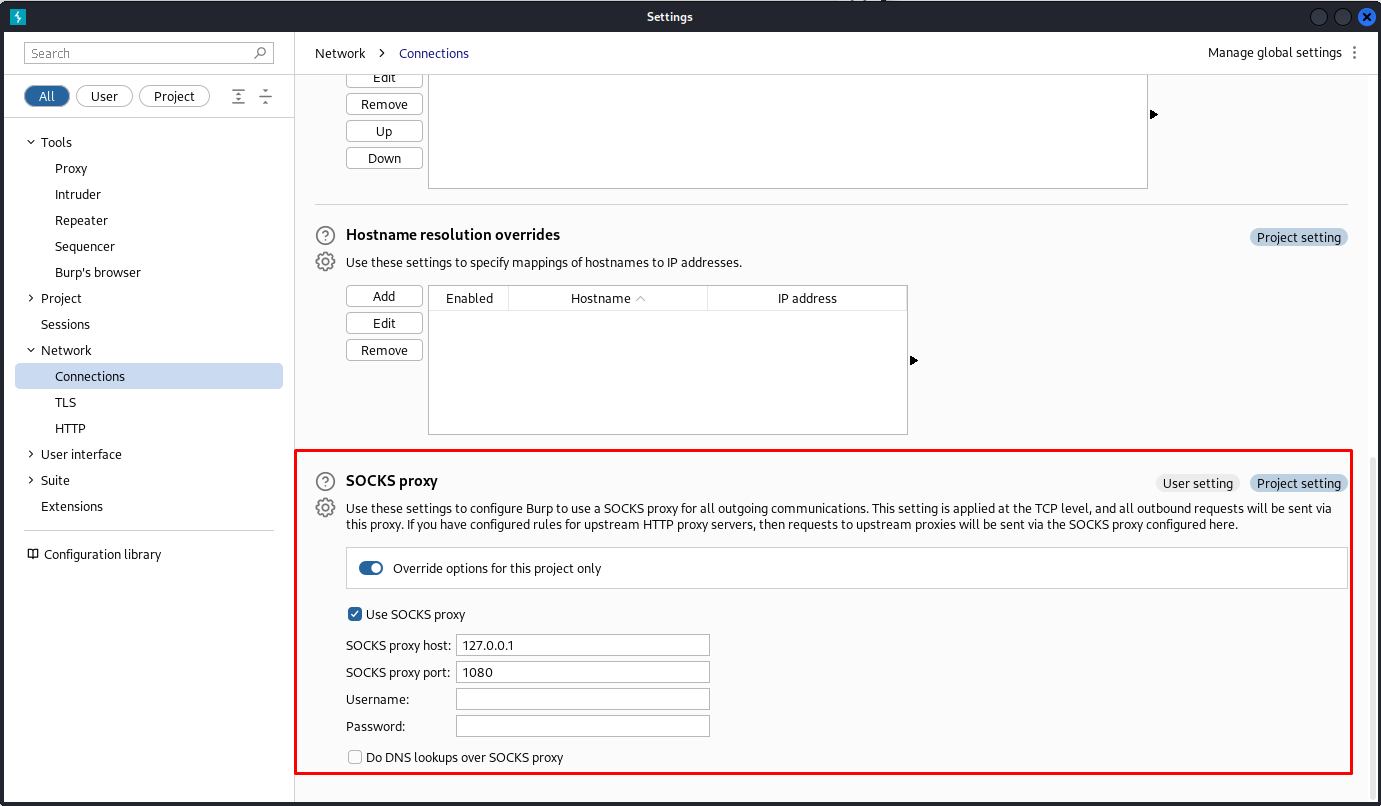 Settings
Search
Network > Connections
Manage global settings
All User Project
Tools
Proxy
Intruder
Repeater
Sequencer
Burp's browser
Project
Sessions
Network
Connections
TLS
HTTP
User interface
Suite
Extensions
Configuration library
Edit
Remove
Up
Down
Hostname resolution overrides
Project setting
Use these settings to specify mappings of hostnames to IP addresses.
Add
Edit
Remove
Enabled Hostname IP address
SOCKS proxy
User setting Project setting
Use these settings to configure Burp to use a SOCKS proxy for all outgoing communications. This setting is applied at the TCP level, and all outbound requests will be sent via
this proxy. If you have configured rules for upstream HTTP proxy servers, then requests to upstream proxies will be sent via the SOCKS proxy configured here.
Override options for this project only
Use SOCKS proxy
SOCKS proxy host: 127.0.0.1
SOCKS proxy port: 1080
Username:
Password:
Do DNS lookups over SOCKS proxy